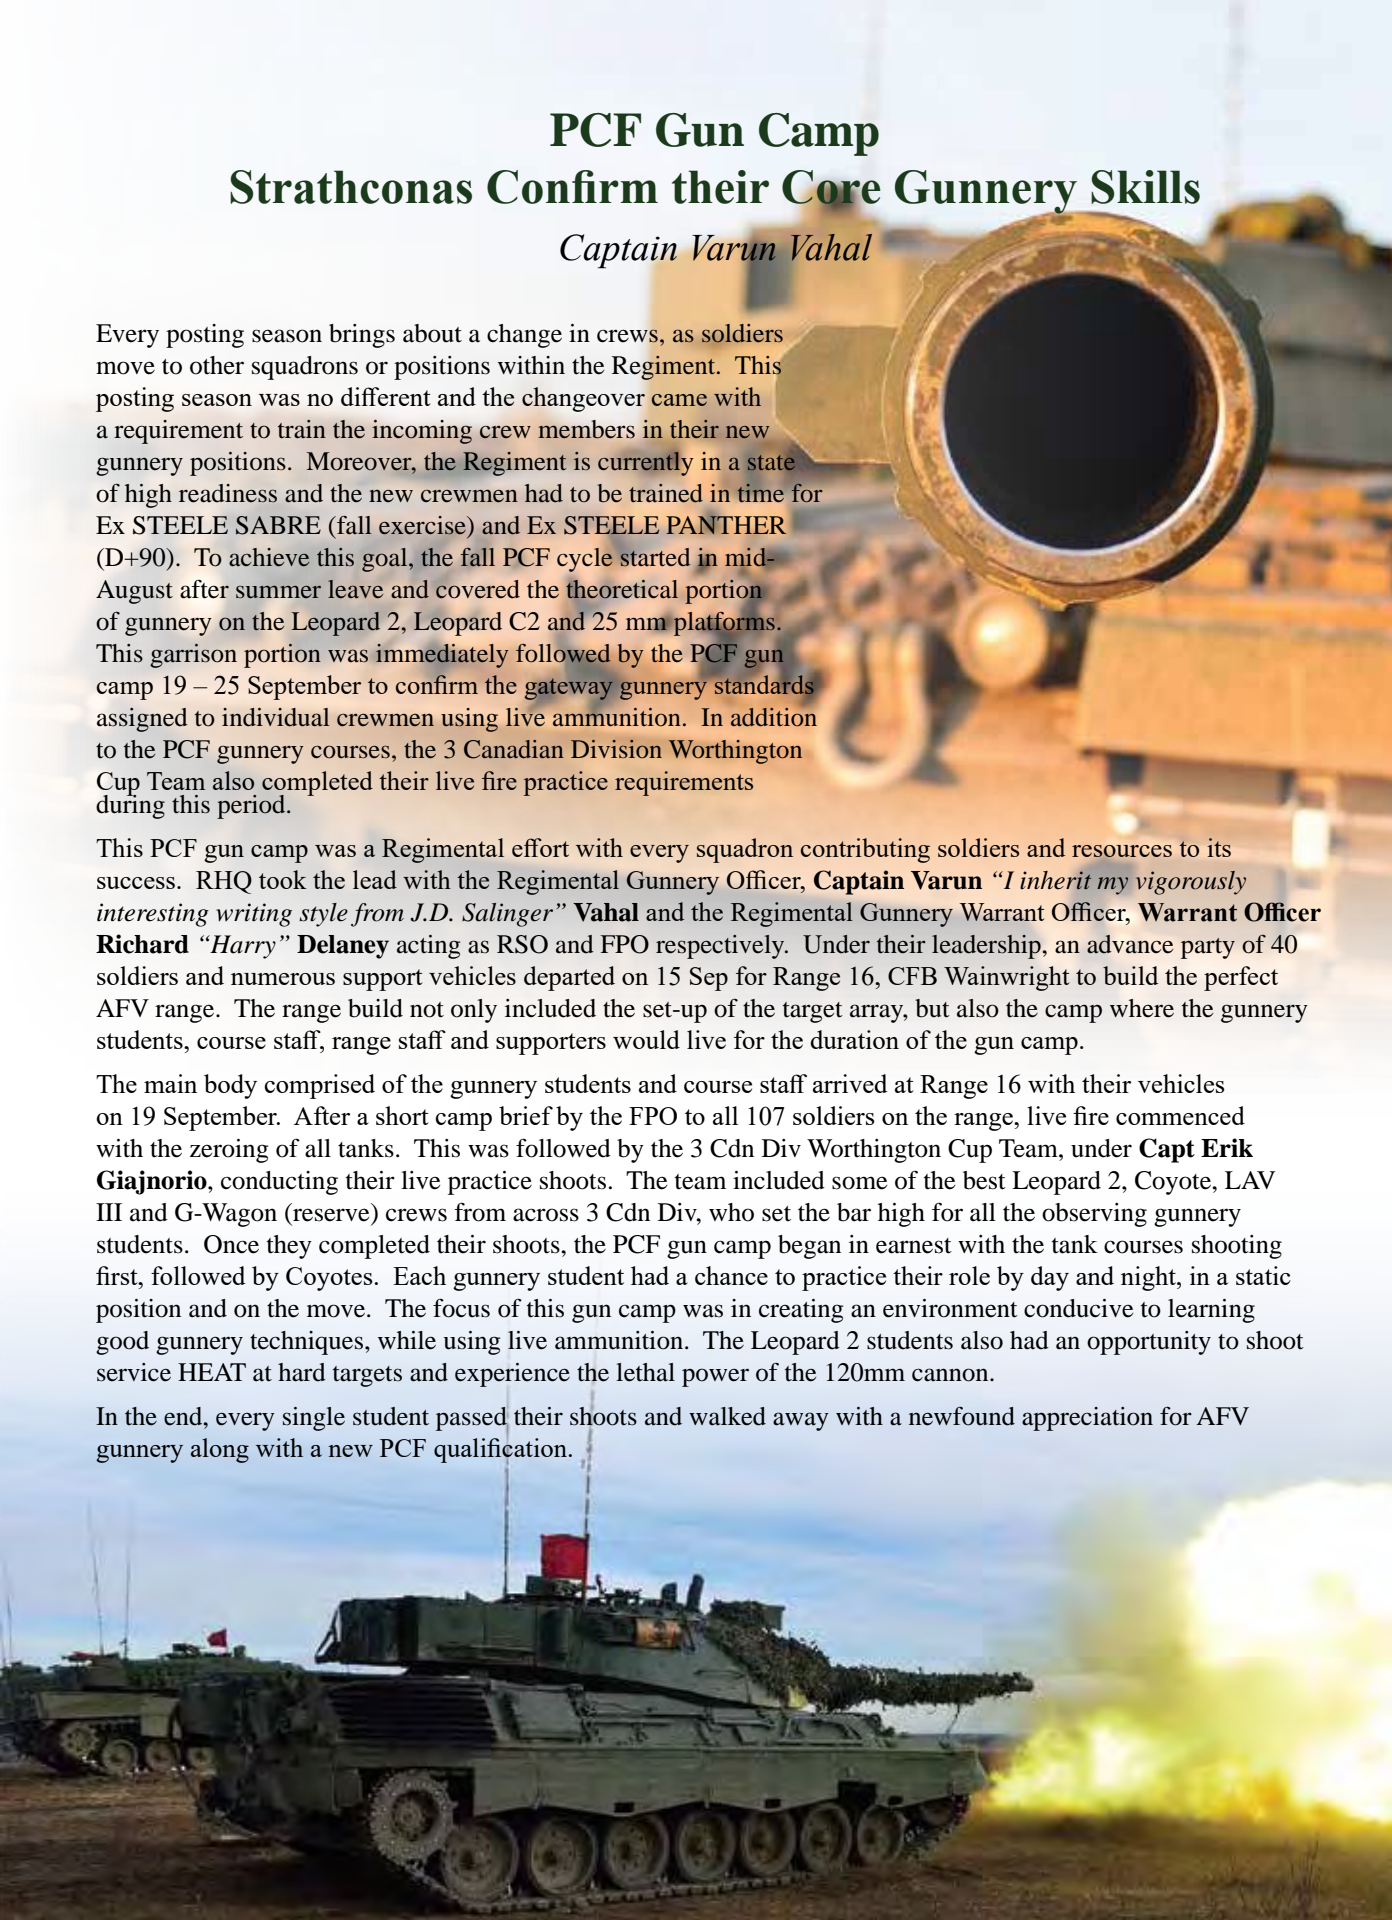 PCF Gun Camp
Strathconas Confirm their Core Gunnery Skills
Captain Varun Vahal
Every posting season brings about a change in crews, as soldiers
move to other squadrons or positions within the Regiment.  This
posting season was no different and the changeover came with
a requirement to train the incoming crew members in their new
gunnery positions.  Moreover, the Regiment is currently in a state
of high readiness and the new crewmen had to be trained in time for
Ex STEELE SABRE (fall exercise) and Ex STEELE PANTHER
(D+90).  To achieve this goal, the fall PCF cycle started in mid-
August after summer leave and covered the theoretical portion
of gunnery on the Leopard 2, Leopard C2 and 25 mm platforms.
This garrison portion was immediately followed by the PCF gun
camp 19 – 25 September to confirm the gateway gunnery standards
assigned to individual crewmen using live ammunition.  In addition
to the PCF gunnery courses, the 3 Canadian Division Worthington
Cup Team also completed their live fire practice requirements
during this period.
This PCF gun camp was a Regimental effort with every squadron contributing soldiers and resources to its
success.  RHQ took the lead with the Regimental Gunnery Officer, Captain Varun “I inherit my vigorously
interesting writing style from J.D. Salinger” Vahal and the Regimental Gunnery Warrant Officer, Warrant Officer
Richard “Harry” Delaney acting as RSO and FPO respectively.  Under their leadership, an advance party of 40
soldiers and numerous support vehicles departed on 15 Sep for Range 16, CFB Wainwright to build the perfect
AFV range.  The range build not only included the set-up of the target array, but also the camp where the gunnery
students, course staff, range staff and supporters would live for the duration of the gun camp.
The main body comprised of the gunnery students and course staff arrived at Range 16 with their vehicles
on 19 September.  After a short camp brief by the FPO to all 107 soldiers on the range, live fire commenced
with the zeroing of all tanks.  This was followed by the 3 Cdn Div Worthington Cup Team, under Capt Erik
Giajnorio, conducting their live practice shoots.  The team included some of the best Leopard 2, Coyote, LAV
III and G-Wagon (reserve) crews from across 3 Cdn Div, who set the bar high for all the observing gunnery
students.  Once they completed their shoots, the PCF gun camp began in earnest with the tank courses shooting
first, followed by Coyotes.  Each gunnery student had a chance to practice their role by day and night, in a static
position and on the move.  The focus of this gun camp was in creating an environment conducive to learning
good gunnery techniques, while using live ammunition.  The Leopard 2 students also had an opportunity to shoot
service HEAT at hard targets and experience the lethal power of the 120mm cannon.
In the end, every single student passed their shoots and walked away with a newfound appreciation for AFV
gunnery along with a new PCF qualification.